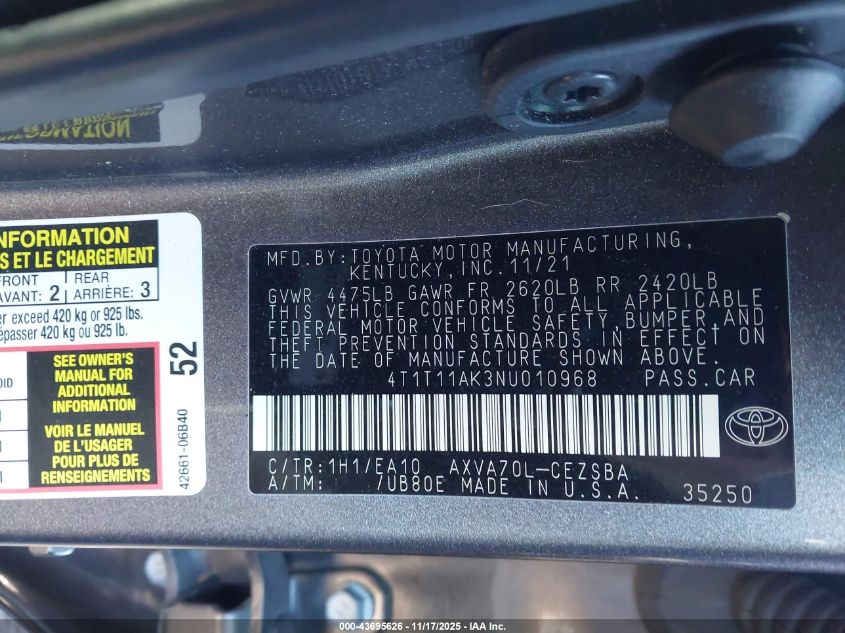 NOITAMRO
INFORMATION
S ET LE CHARGEMENT
FRONT
AVANT: 2
REAR
ARRIÈRE: 3
er exceed 420 kg or 925 lbs.
épasser 420 kg ou 925 lb.
SEE OWNER'S
MANUAL FOR
ADDITIONAL
INFORMATION
VOIR LE MANUEL
DE L'USAGER
POUR PLUS DE
RENSEIGNEMENTS
52
42661-06B40
MFD.BY:TOYOTA MOTOR MANUFACTURING,
KENTUCKY,INC.11/21
GVWR 4475LB GAWR FR 2620LB RR 2420LB
THIS VEHICLE CONFORMS TO ALL APPLICABLE
FEDERAL MOTOR VEHICLE SAFETY,BUMPER,AND
THEFT PREVENTION STANDARDS IN EFFECT ON
THE DATE OF MANUFACTURE SHOWN ABOVE.
4T1T11AK3NU010968 PASS.CAR
C/TR:1H1/EA10 AXVA70L-CEZSBA
A/TM: 7UB80E MADE IN U.S.A. 35250
000-43695626 - 11/17/2025 - IAA Inc.